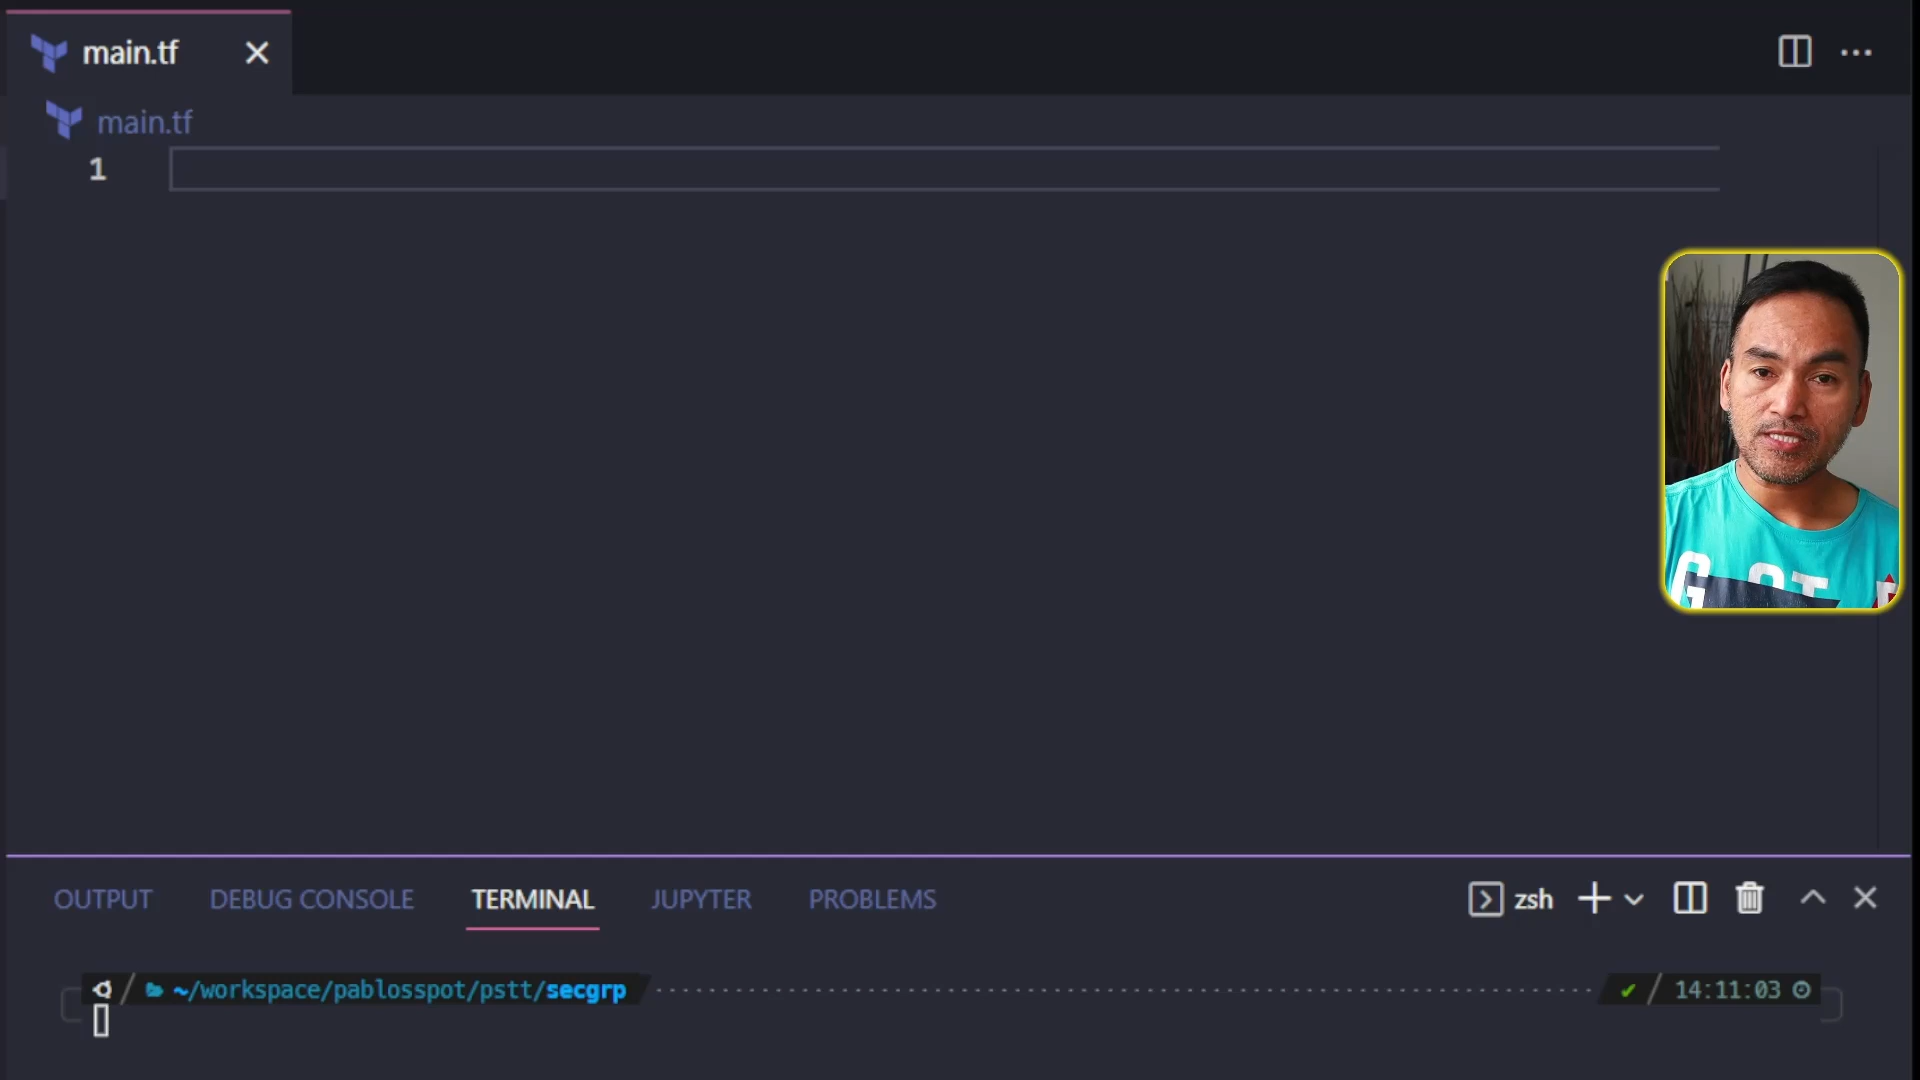 main.tf
main.tf
1
OUTPUT
DEBUG CONSOLE
TERMINAL
JUPYTER
PROBLEMS
zsh
~/workspace/pablosspot/pstt/secgrp
14:11:03